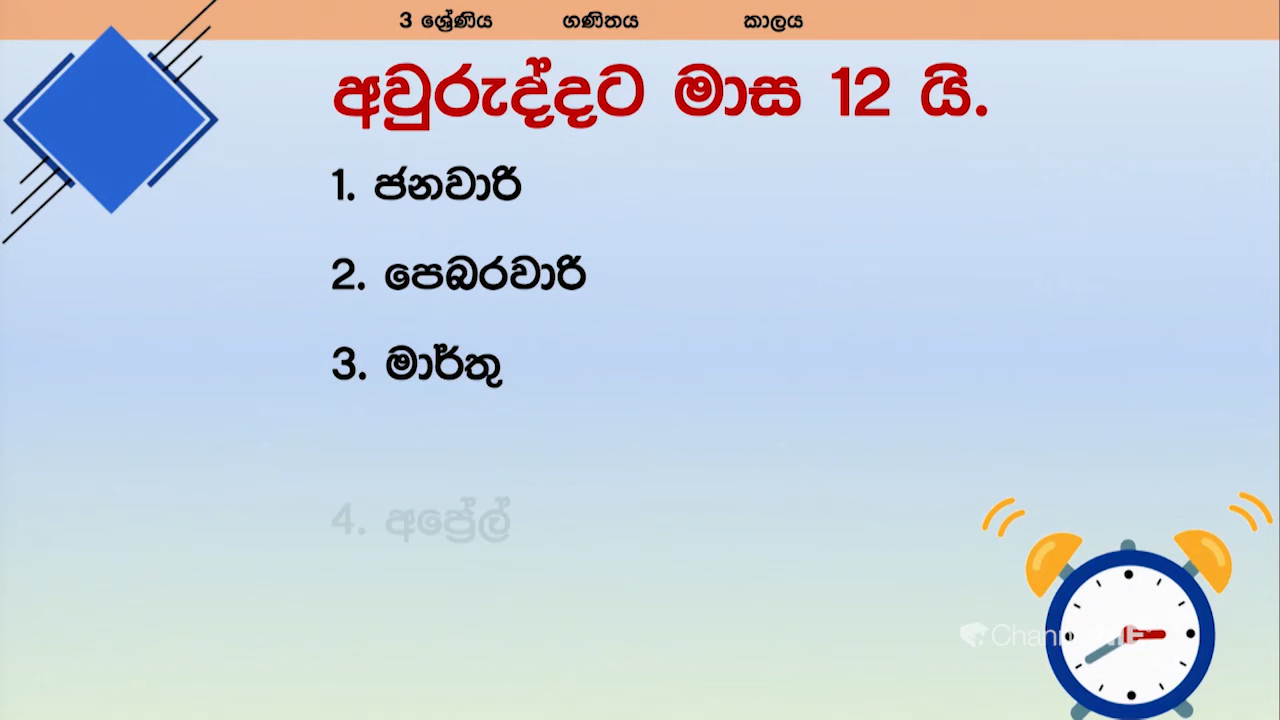 3 ශ්‍රේණිය ගණිතය කාලය
අවුරුද්දට මාස 12 යි.
1. ජනවාරි
2. පෙබරවාරි
3. මාර්තු
4. අප්‍රේල්